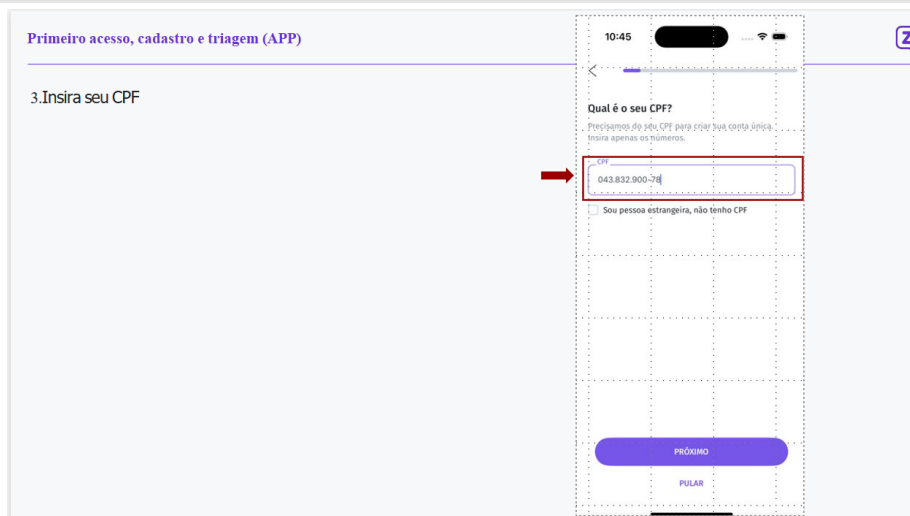 Primeiro acesso, cadastro e triagem (APP)
Z
3.Insira seu CPF
10:45
Qual é o seu CPF?
Precisamos do seu CPF para criar sua conta única.
Insira apenas os números.
CPF
043.832.900-78
Sou pessoa estrangeira, não tenho CPF
PRÓXIMO
PULAR